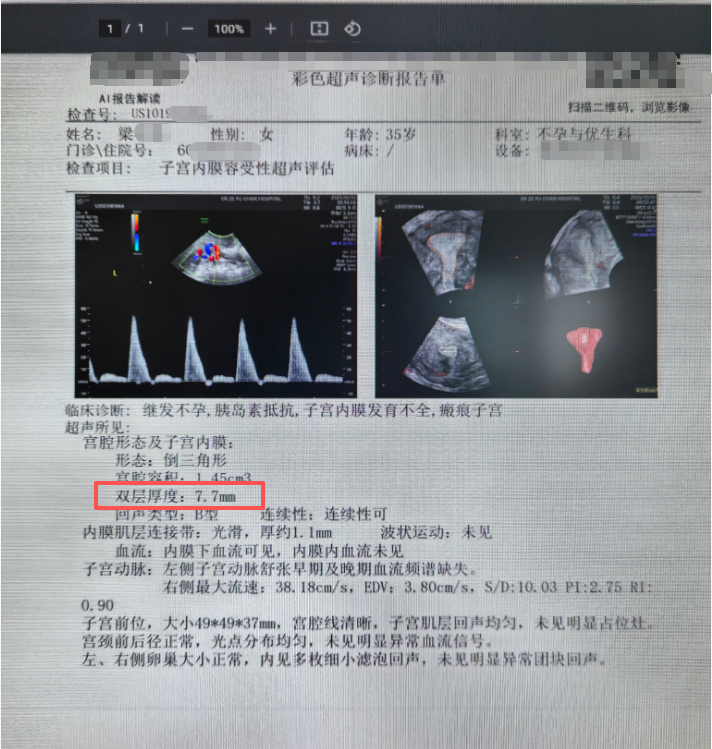 1 / 1 — 100% +
彩色超声诊断报告单
AI报告解读
扫描二维码，浏览影像
检查号: US1019
姓名: 梁 性别: 女 年龄: 35岁 科室: 不孕与优生科
门诊\住院号: 60 病床: / 设备:
检查项目: 子宫内膜容受性超声评估
临床诊断: 继发不孕,胰岛素抵抗,子宫内膜发育不全,瘢痕子宫
超声所见:
宫腔形态及子宫内膜:
形态: 倒三角形
宫腔容积: 1.45cm3
双层厚度: 7.7mm
回声类型: B型 连续性: 连续性可
内膜肌层连接带: 光滑, 厚约1.1mm 波状运动: 未见
血流: 内膜下血流可见, 内膜内血流未见
子宫动脉: 左侧子宫动脉舒张早期及晚期血流频谱缺失。
右侧最大流速: 38.18cm/s, EDV: 3.80cm/s, S/D:10.03 PI:2.75 RI:
0.90
子宫前位, 大小49*49*37mm, 宫腔线清晰, 子宫肌层回声均匀, 未见明显占位灶。
宫颈前后径正常, 光点分布均匀, 未见明显异常血流信号。
左、右侧卵巢大小正常, 内见多枚细小滤泡回声, 未见明显异常团块回声。